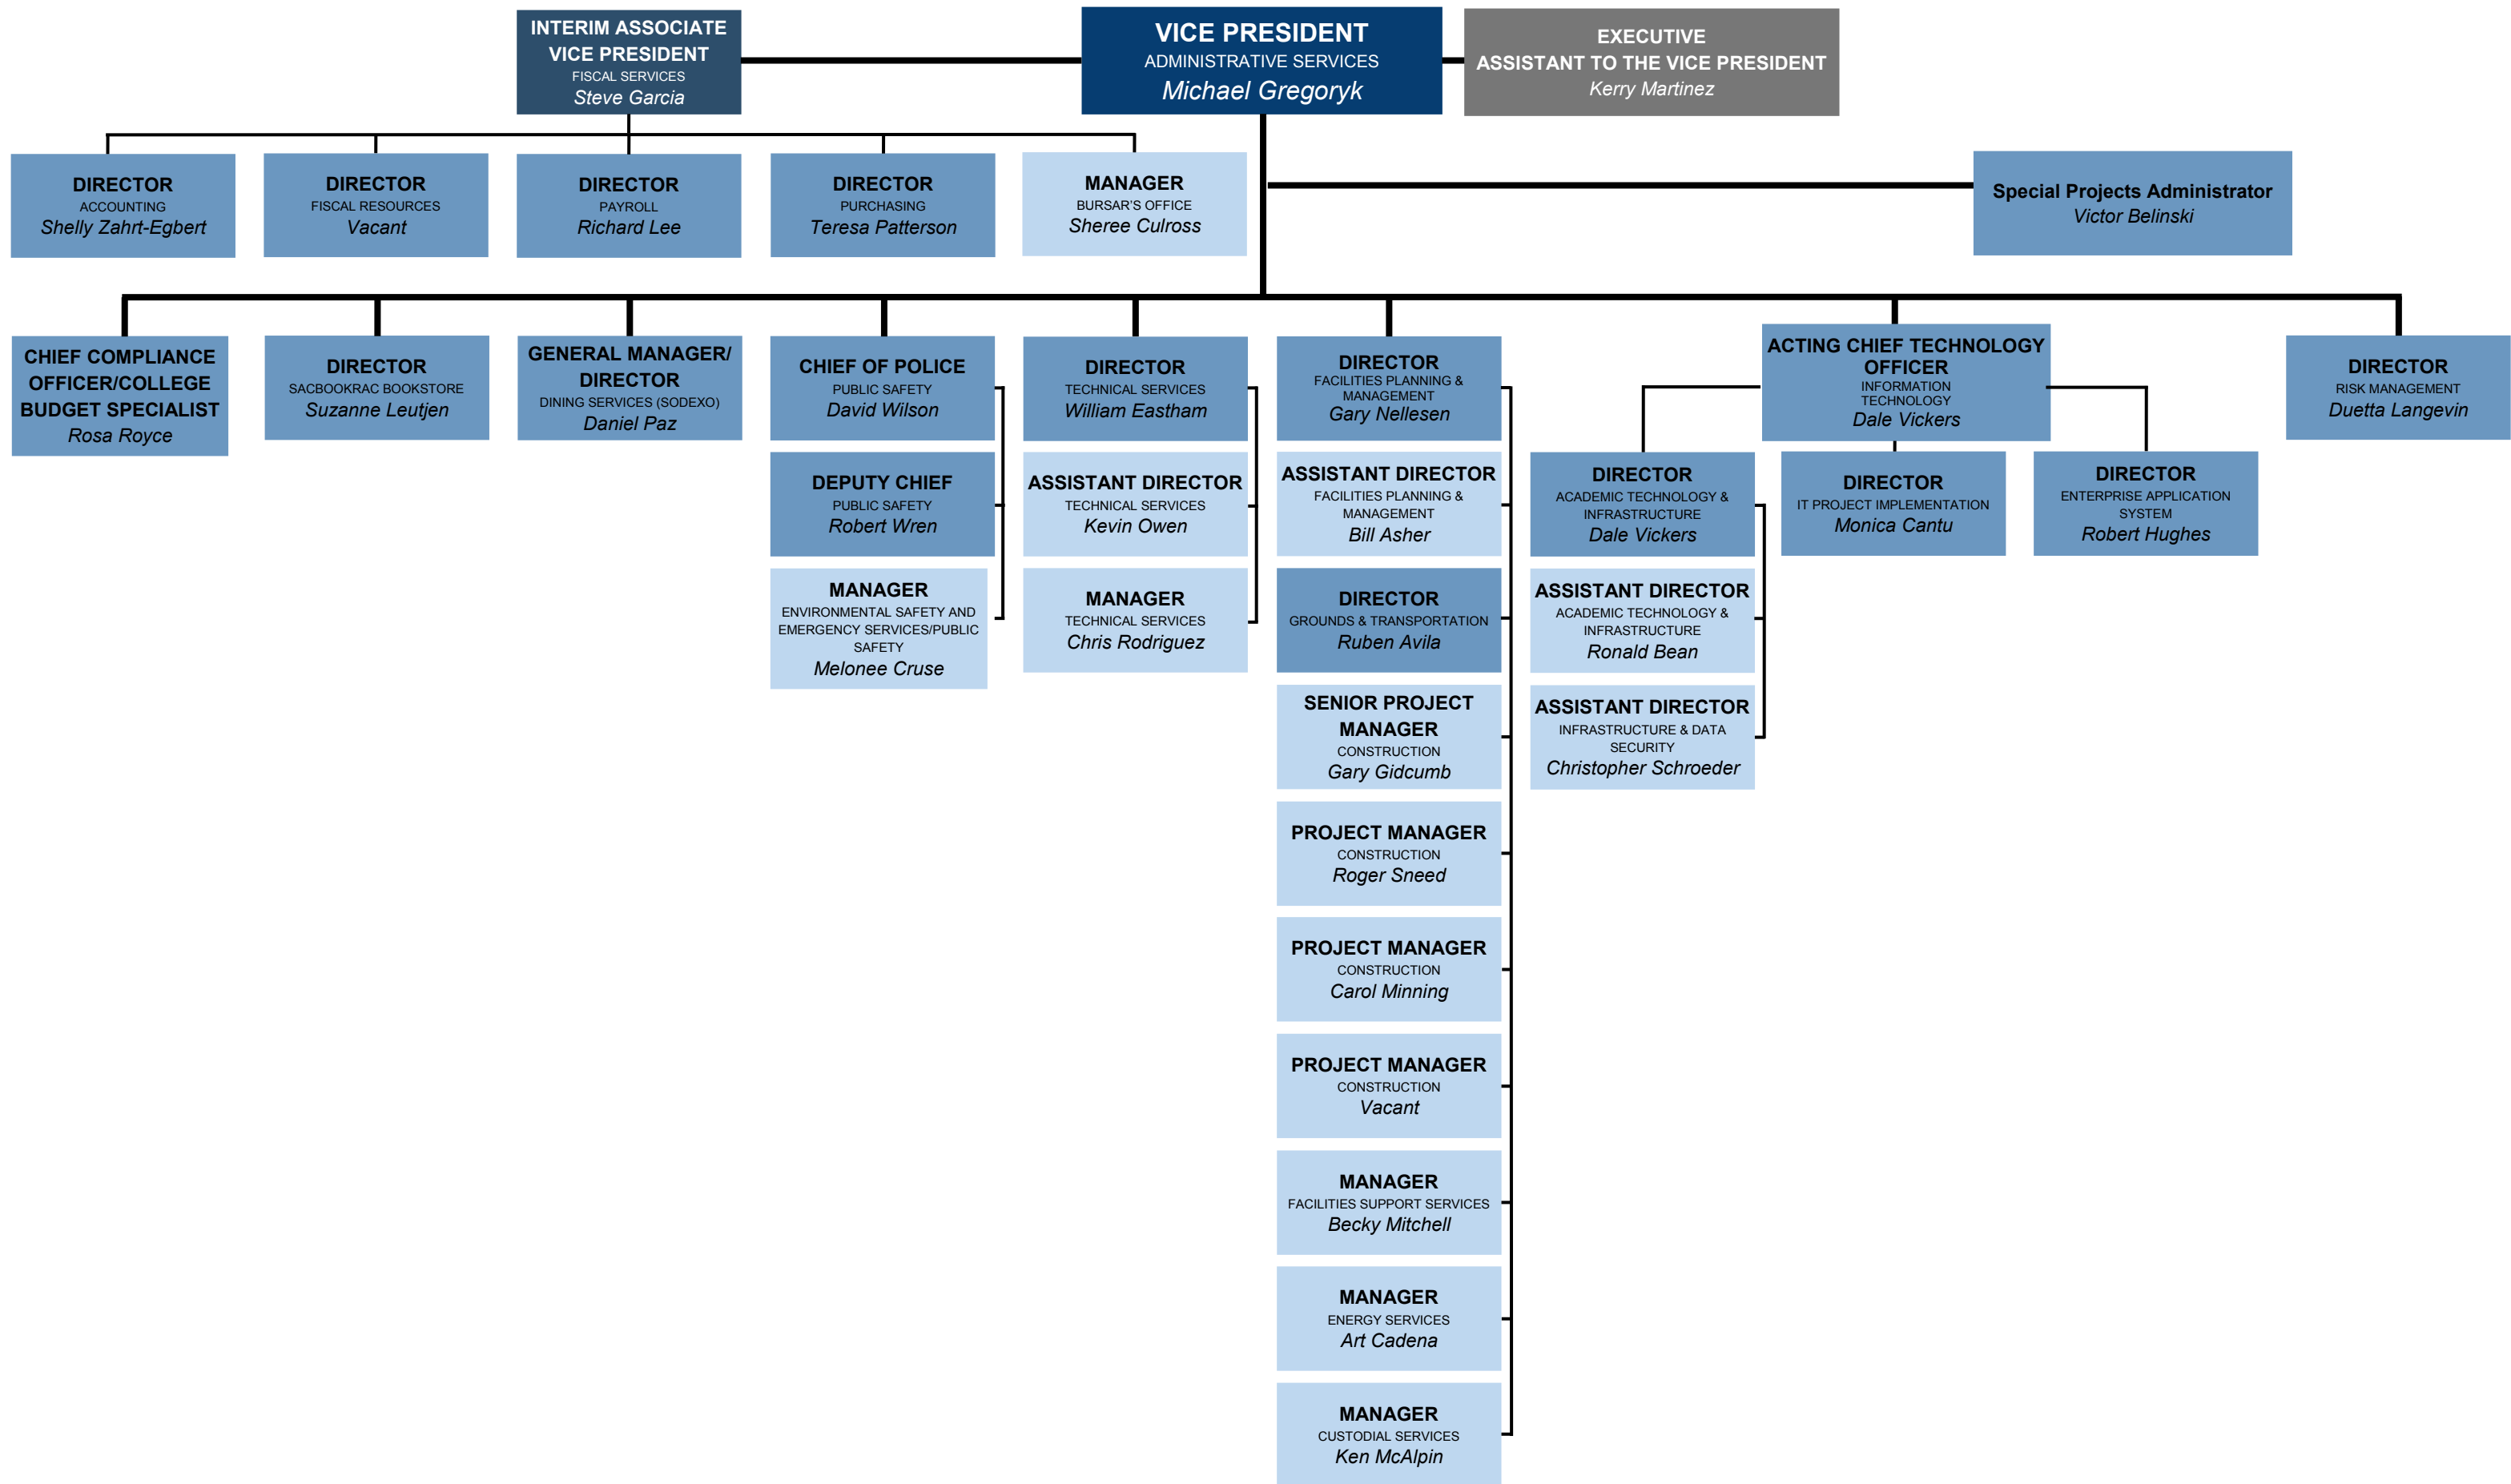 INTERIM ASSOCIATE
VICE PRESIDENT
FISCAL SERVICES
Steve Garcia
VICE PRESIDENT
ADMINISTRATIVE SERVICES
Michael Gregoryk
EXECUTIVE
ASSISTANT TO THE VICE PRESIDENT
Kerry Martinez
DIRECTOR
ACCOUNTING
Shelly Zahrt-Egbert
DIRECTOR
FISCAL RESOURCES
Vacant
DIRECTOR
PAYROLL
Richard Lee
DIRECTOR
PURCHASING
Teresa Patterson
MANAGER
BURSAR'S OFFICE
Sheree Culross
Special Projects Administrator
Victor Belinski
CHIEF COMPLIANCE
OFFICER/COLLEGE
BUDGET SPECIALIST
Rosa Royce
DIRECTOR
SACBOOKRAC BOOKSTORE
Suzanne Leutjen
GENERAL MANAGER/
DIRECTOR
DINING SERVICES (SODEXO)
Daniel Paz
CHIEF OF POLICE
PUBLIC SAFETY
David Wilson
DEPUTY CHIEF
PUBLIC SAFETY
Robert Wren
MANAGER
ENVIRONMENTAL SAFETY AND
EMERGENCY SERVICES/PUBLIC
SAFETY
Melonee Cruse
DIRECTOR
TECHNICAL SERVICES
William Eastham
ASSISTANT DIRECTOR
TECHNICAL SERVICES
Kevin Owen
MANAGER
TECHNICAL SERVICES
Chris Rodriguez
DIRECTOR
FACILITIES PLANNING &
MANAGEMENT
Gary Nellesen
ASSISTANT DIRECTOR
FACILITIES PLANNING &
MANAGEMENT
Bill Asher
DIRECTOR
GROUNDS & TRANSPORTATION
Ruben Avila
SENIOR PROJECT
MANAGER
CONSTRUCTION
Gary Gidcumb
PROJECT MANAGER
CONSTRUCTION
Roger Sneed
PROJECT MANAGER
CONSTRUCTION
Carol Minning
PROJECT MANAGER
CONSTRUCTION
Vacant
MANAGER
FACILITIES SUPPORT SERVICES
Becky Mitchell
MANAGER
ENERGY SERVICES
Art Cadena
MANAGER
CUSTODIAL SERVICES
Ken McAlpin
ACTING CHIEF TECHNOLOGY
OFFICER
INFORMATION
TECHNOLOGY
Dale Vickers
DIRECTOR
ACADEMIC TECHNOLOGY &
INFRASTRUCTURE
Dale Vickers
ASSISTANT DIRECTOR
ACADEMIC TECHNOLOGY &
INFRASTRUCTURE
Ronald Bean
ASSISTANT DIRECTOR
INFRASTRUCTURE & DATA
SECURITY
Christopher Schroeder
DIRECTOR
IT PROJECT IMPLEMENTATION
Monica Cantu
DIRECTOR
ENTERPRISE APPLICATION
SYSTEM
Robert Hughes
DIRECTOR
RISK MANAGEMENT
Duetta Langevin